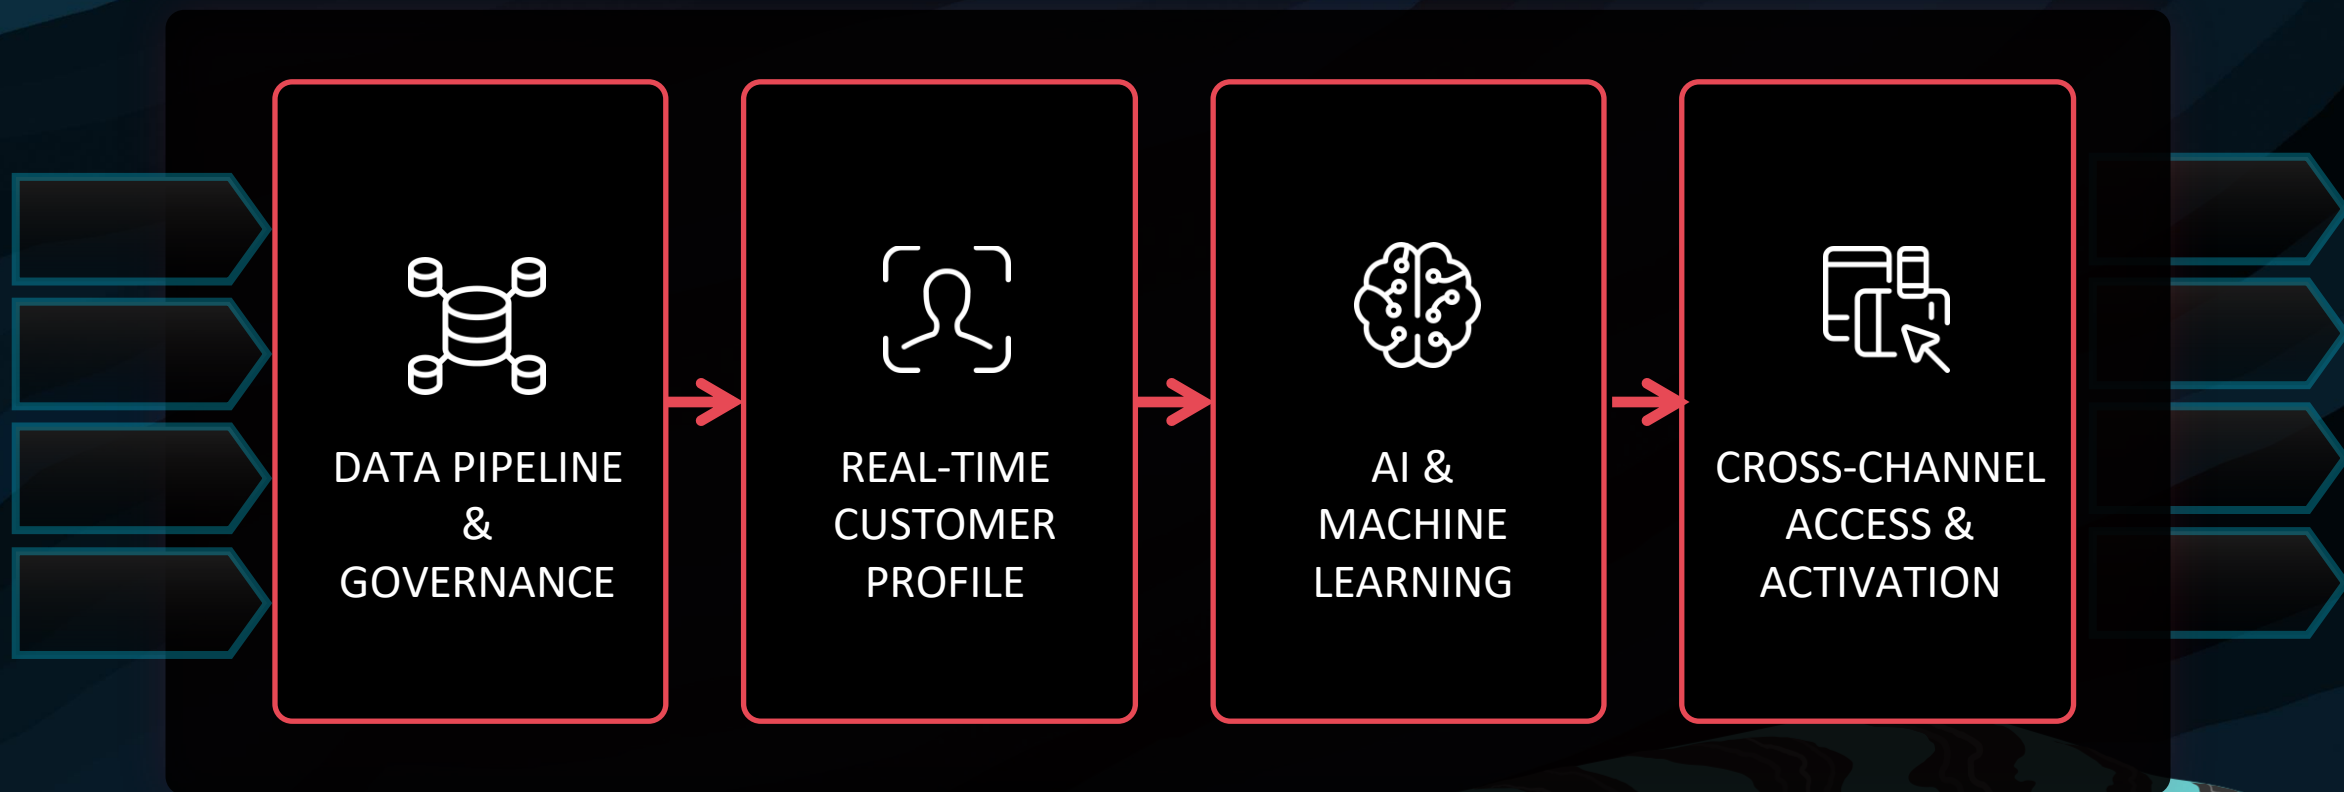 DATA PIPELINE
&
GOVERNANCE
REAL-TIME
CUSTOMER
PROFILE
AI &
MACHINE
LEARNING
CROSS-CHANNEL
ACCESS &
ACTIVATION